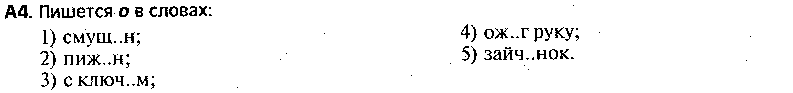 А4. Пишется о в словах:
1) смущ..н;
2) пиж..н;
3) с ключ..м;
4) ож..г руку;
5) зайч..нок.